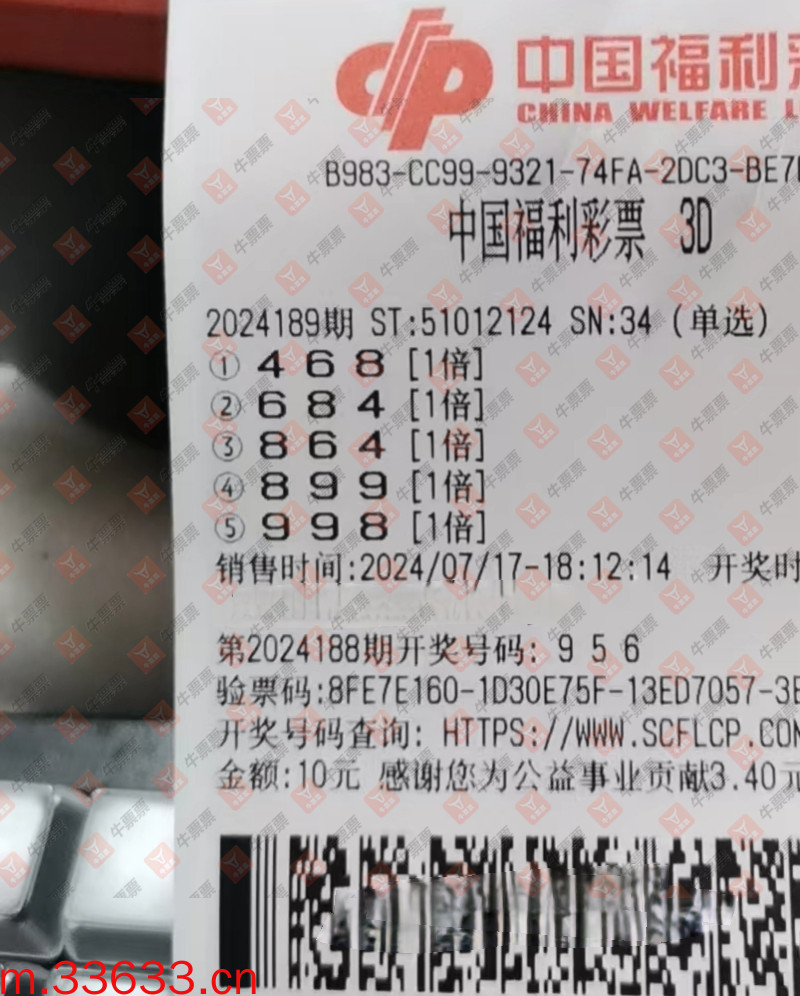 中国福利
CHINA WELFARE L
B983-CC99-9321-74FA-2DC3-BE7
中国福利彩票 3D
2024189期 ST:51012124 SN:34 (单选)
① 4 6 8 [1倍]
② 6 8 4 [1倍]
③ 8 6 4 [1倍]
④ 8 9 9 [1倍]
⑤ 9 9 8 [1倍]
销售时间:2024/07/17-18:12:14 开奖时
第2024188期开奖号码: 9 5 6
验票码:8FE7E160-1D30E75F-13ED7057-3
开奖号码查询: HTTPS://WWW.SCFLCP.COM
金额:10元 感谢您为公益事业贡献3.40元
牛票票
m.33633.cn